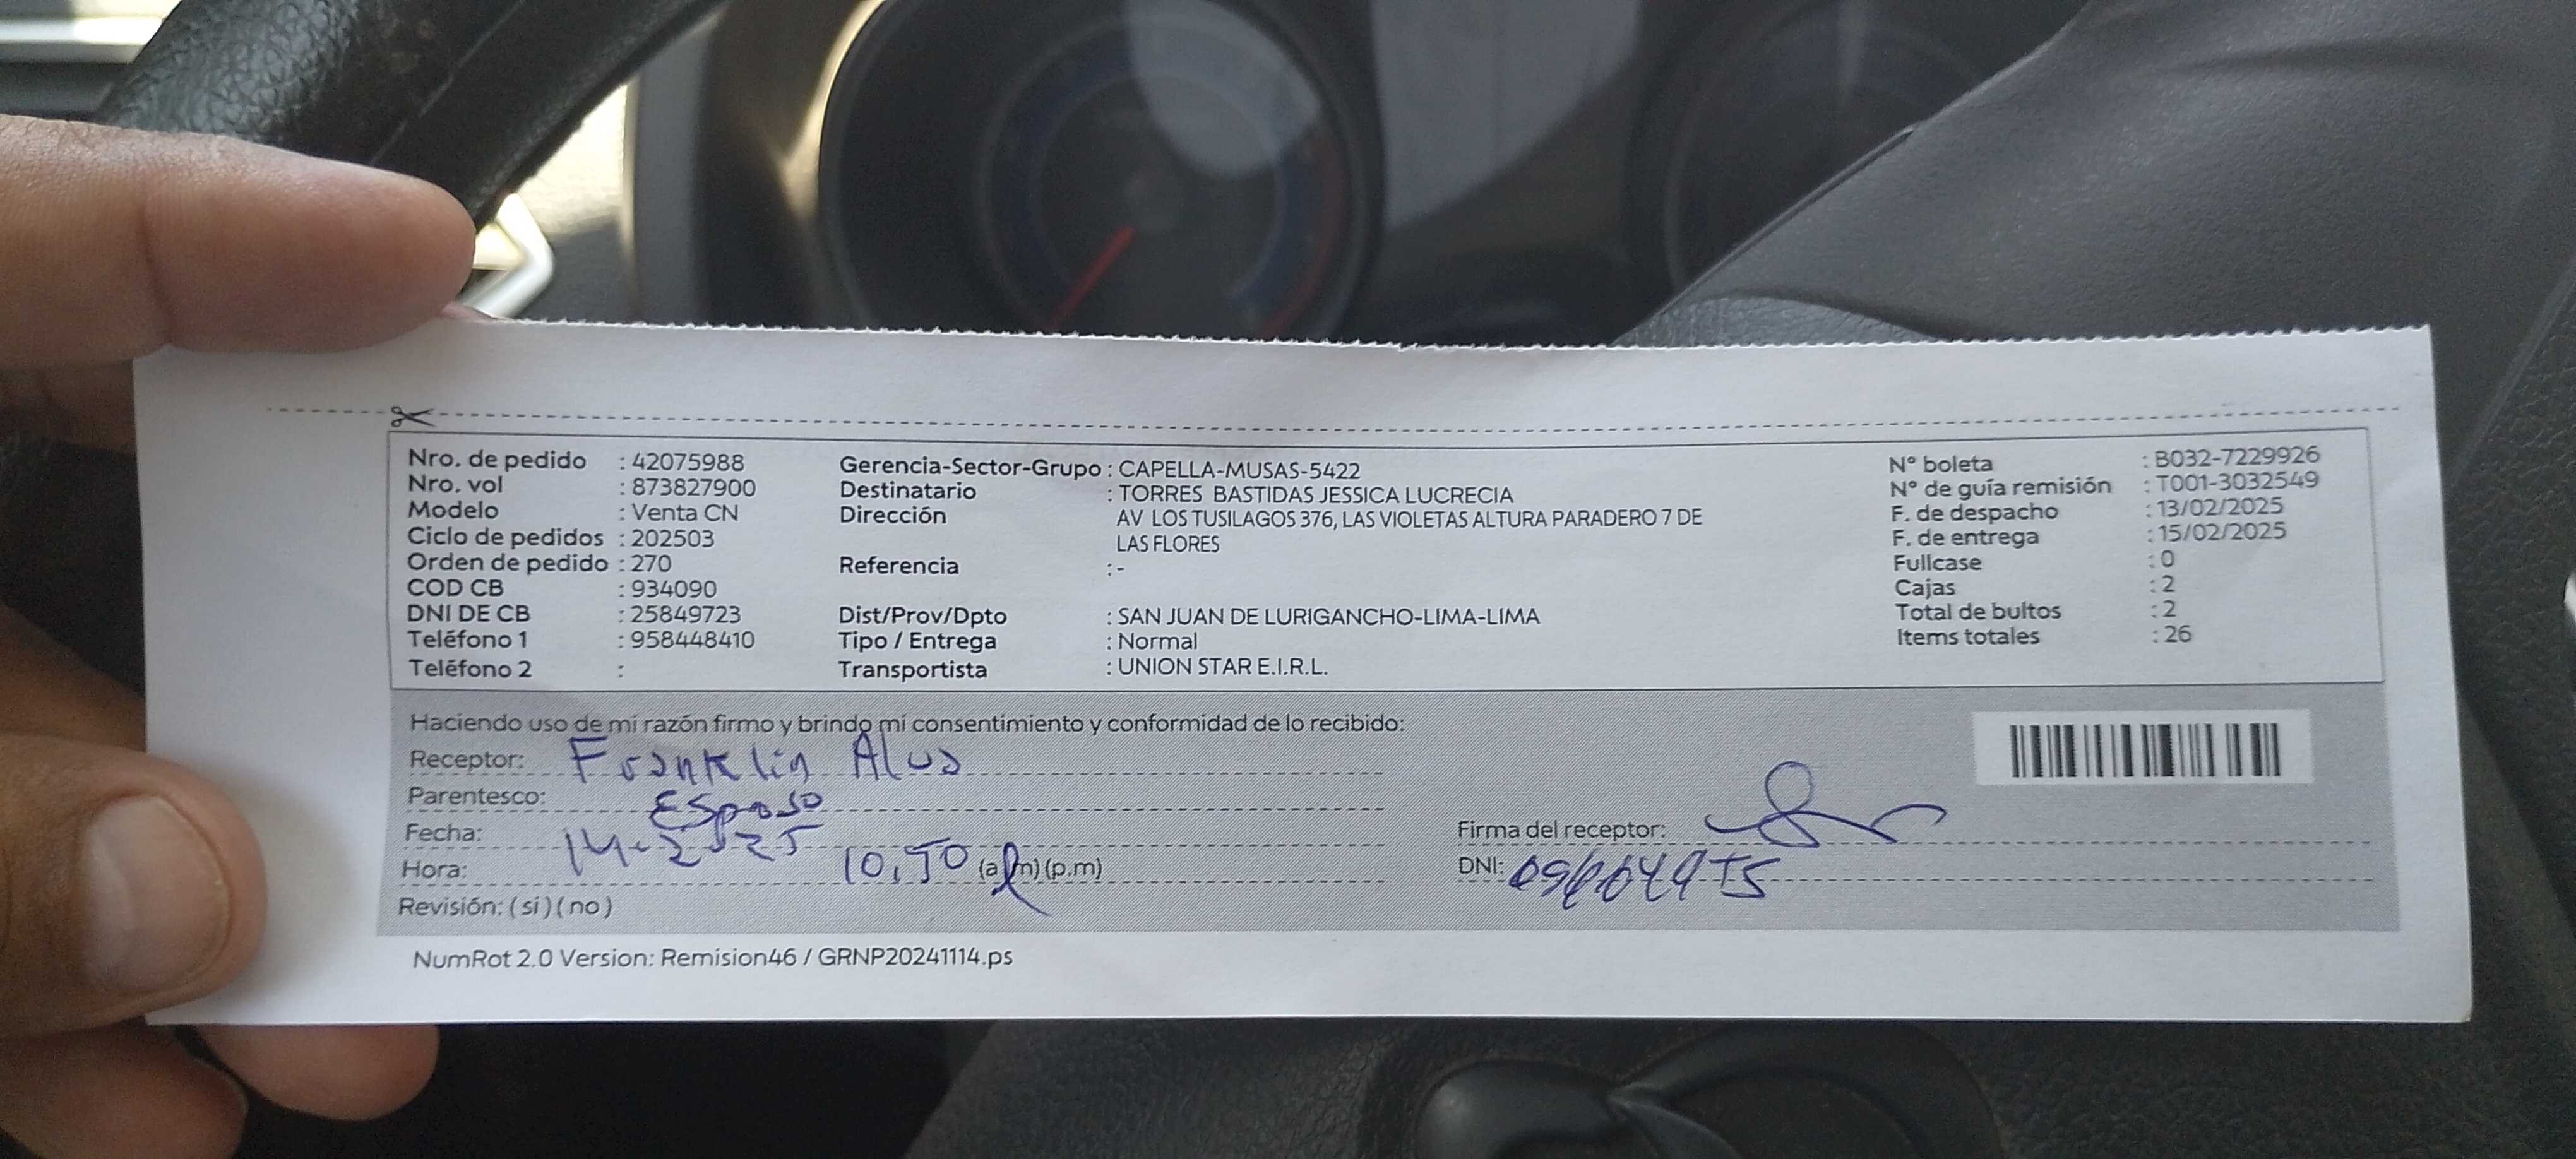 Nro. de pedido : 42075988
Nro. vol : 873827900
Modelo : Venta CN
Ciclo de pedidos : 202503
Orden de pedido : 270
COD CB : 934090
DNI DE CB : 25849723
Teléfono 1 : 958448410
Teléfono 2 :
Gerencia-Sector-Grupo : CAPELLA-MUSAS-5422
Destinatario : TORRES BASTIDAS JESSICA LUCRECIA
Dirección : AV LOS TUSILAGOS 376, LAS VIOLETAS ALTURA PARADERO 7 DE
LAS FLORES
Referencia : -
Dist/Prov/Dpto : SAN JUAN DE LURIGANCHO-LIMA-LIMA
Tipo / Entrega : Normal
Transportista : UNION STAR E.I.R.L.
N° boleta : B032-7229926
N° de guía remisión : T001-3032549
F. de despacho : 13/02/2025
F. de entrega : 15/02/2025
Fullcase : 0
Cajas : 2
Total de bultos : 2
Items totales : 26
Haciendo uso de mi razón firmo y brindo mi consentimiento y conformidad de lo recibido:
Receptor: Franklin
Parentesco: Esposo
Fecha: 14-2-25
Hora: 10,50 (a.m) (p.m)
Revisión: (si) (no)
Firma del receptor:
DNI:
NumRot 2.0 Version: Remision46 / GRNP20241114.ps